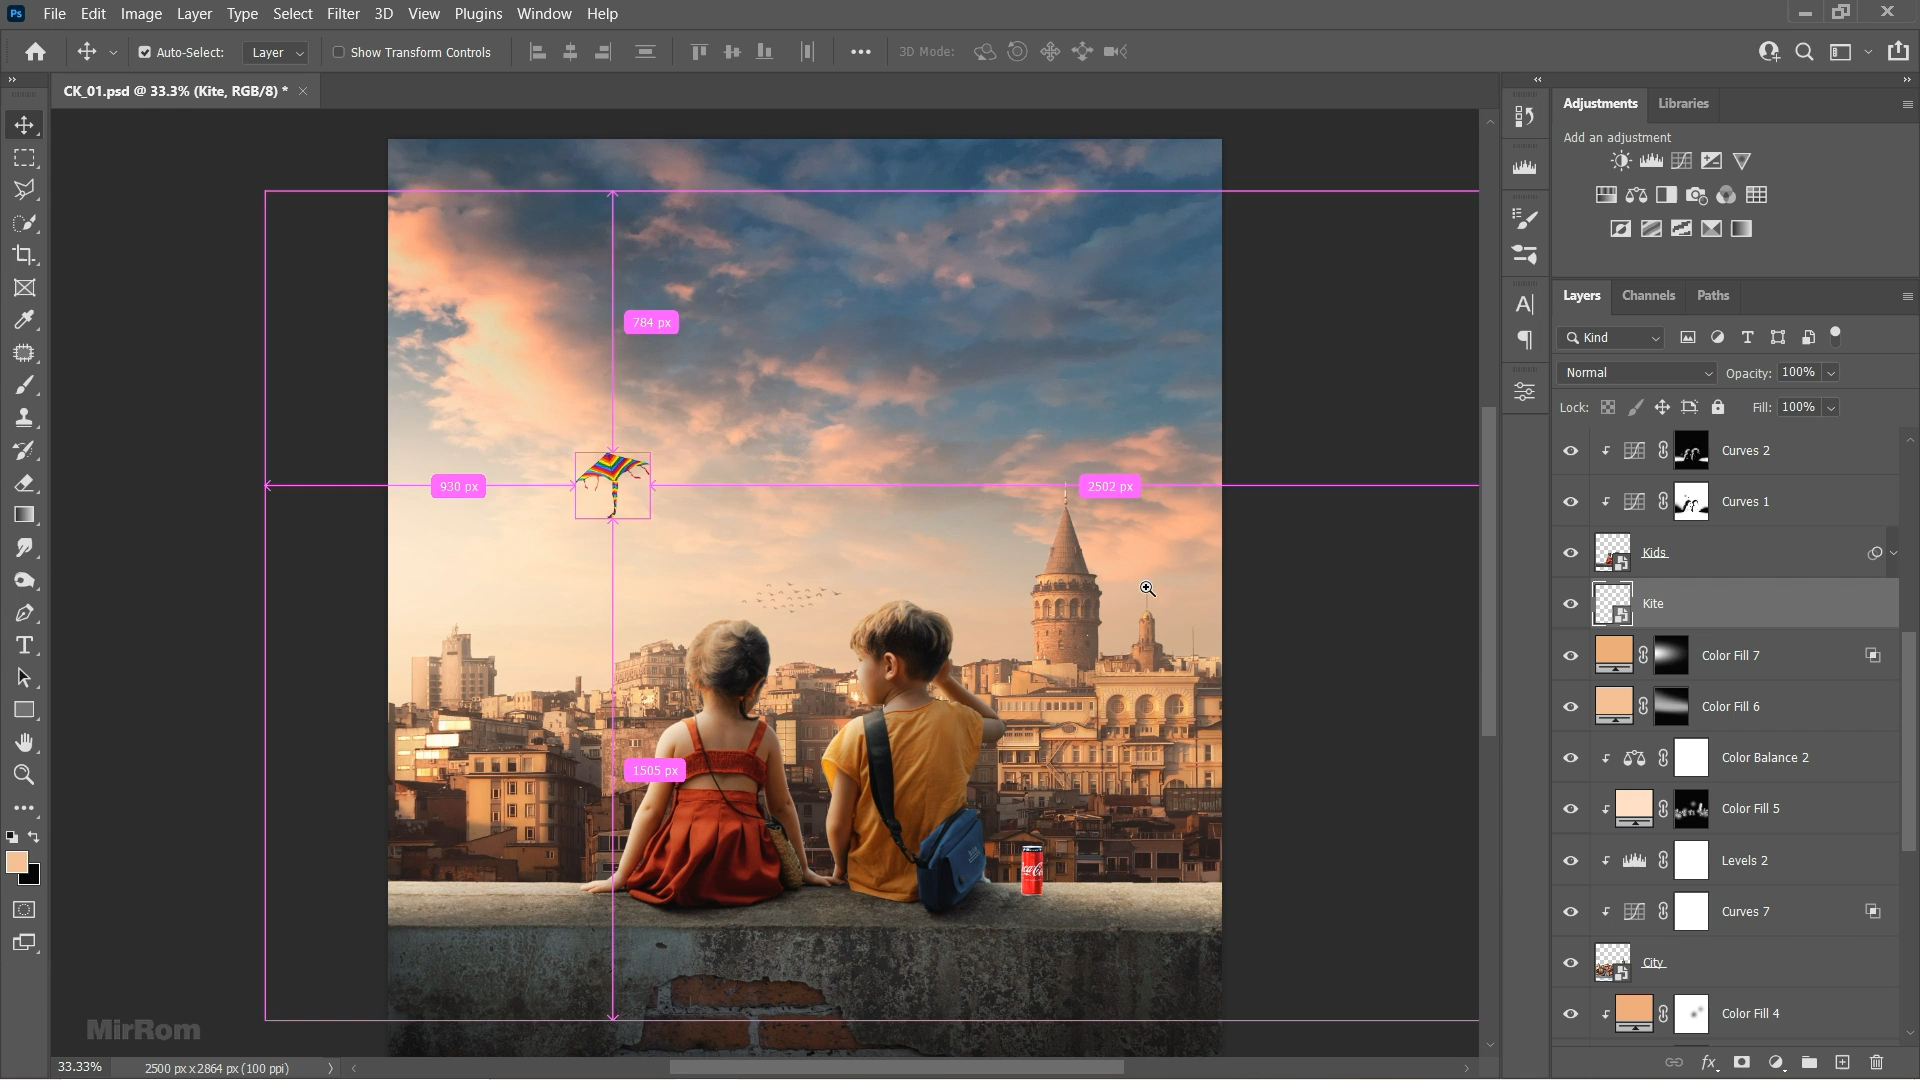 Ps File Edit Image Layer Type Select Filter 3D View Plugins Window Help
Auto-Select: Layer Show Transform Controls 3D Mode:
CK_01.psd @ 33.3% (Kite, RGB/8) *
Adjustments Libraries
Add an adjustment
Layers Channels Paths
784 px
Kind
Normal Opacity: 100%
Lock: Fill: 100%
Curves 2
930 px 2502 px
Curves 1
Kids
Kite
Color Fill 7
Color Fill 6
Color Balance 2
1505 px
Color Fill 5
Coca-Cola
Levels 2
Curves 7
City
Color Fill 4
MirRom
33.33% 2500 px x 2864 px (100 ppi)